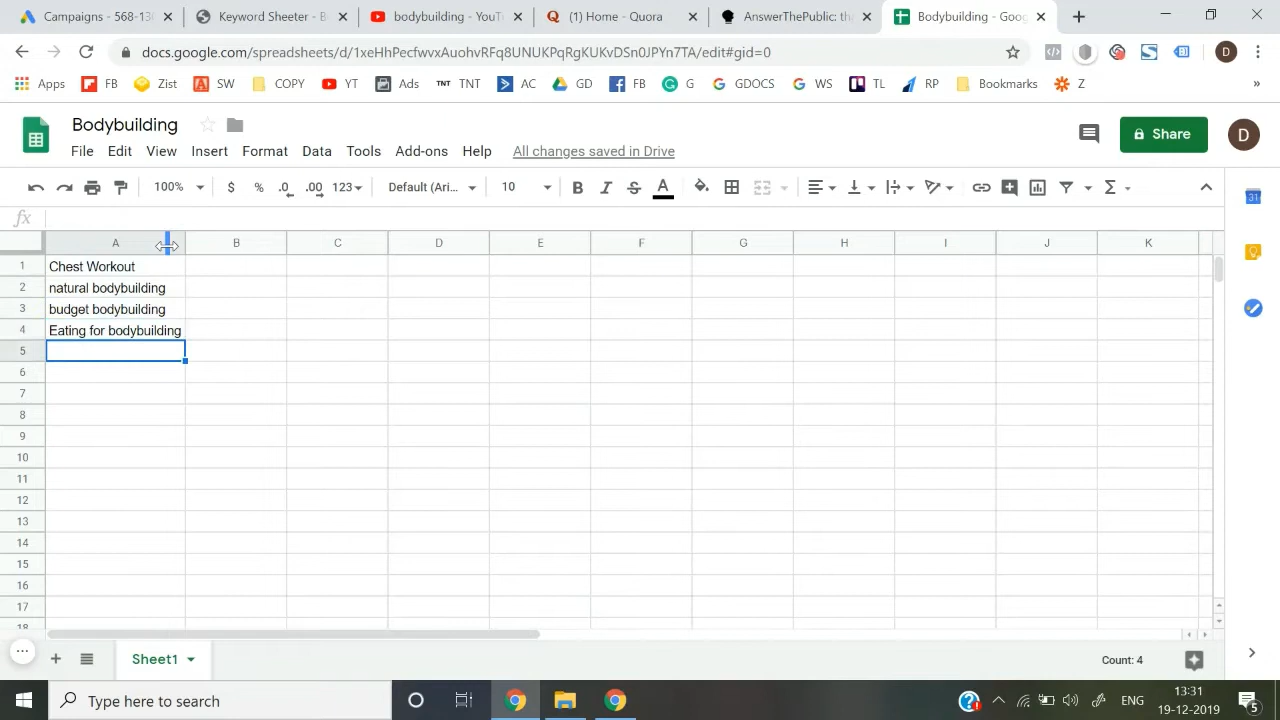 Campaigns - 568-13
Keyword Sheeter - B
bodybuilding - YouT
(1) Home - Quora
AnswerThePublic: th
Bodybuilding - Goog
docs.google.com/spreadsheets/d/1xeHhPecfwvxAuohvRFq8UNUKPqRgKUKvDSn0JPYn7TA/edit#gid=0
D
Apps FB Zist SW COPY YT Ads TNT TNT AC GD FB G GDOCS WS TL RP Bookmarks Z »
Bodybuilding
Share
D
File Edit View Insert Format Data Tools Add-ons Help All changes saved in Drive
100% $ % .0 .00 123 Default (Ari... 10 B I S A Σ
31
fx
A B C D E F G H I J K
1 Chest Workout
2 natural bodybuilding
3 budget bodybuilding
4 Eating for bodybuilding
5
6
7
8
9
10
11
12
13
14
15
16
17
18
Sheet1
Count: 4
Type here to search
ENG
13:31
19-12-2019
5